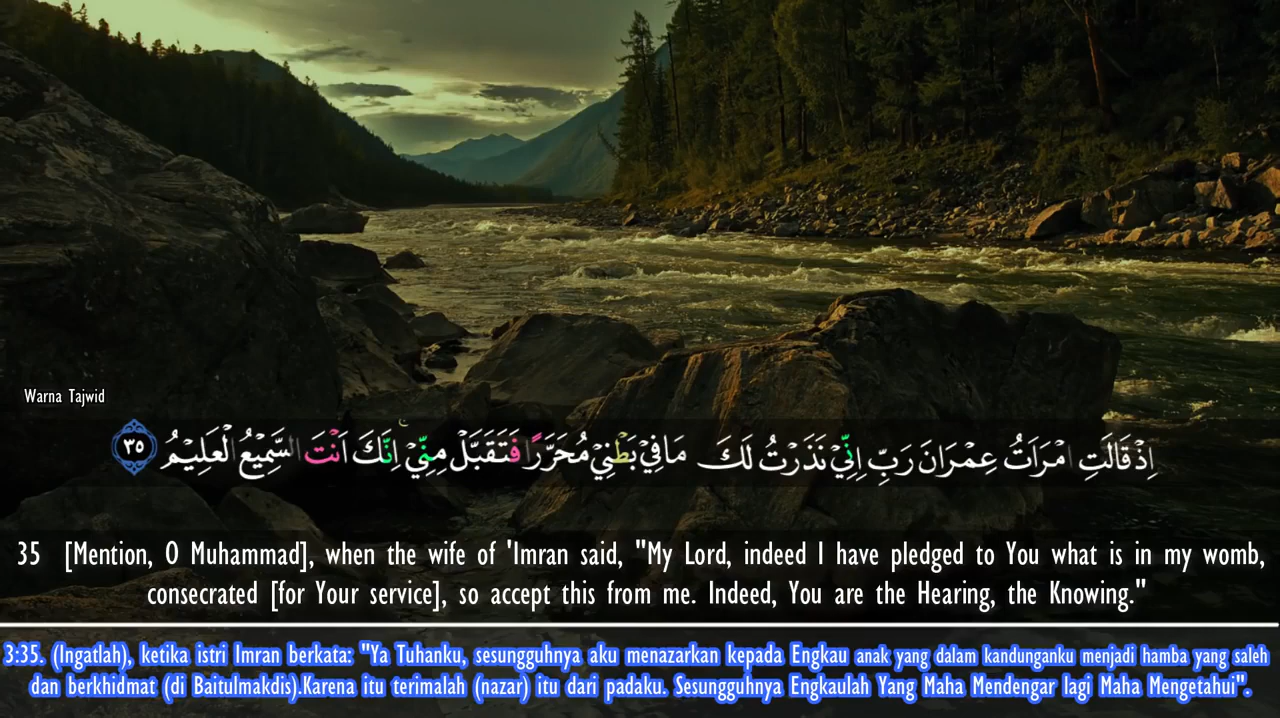 Warna Tajwid
اِذْ قَالَتِ امْرَاَتُ عِمْرَانَ رَبِّ اِنِّيْ نَذَرْتُ لَكَ مَا فِيْ بَطْنِيْ مُحَرَّرًا فَتَقَبَّلْ مِنِّيْ ۚ اِنَّكَ اَنْتَ السَّمِيْعُ الْعَلِيْمُ ٣٥
35 [Mention, O Muhammad], when the wife of 'Imran said, "My Lord, indeed I have pledged to You what is in my womb,
consecrated [for Your service], so accept this from me. Indeed, You are the Hearing, the Knowing."
3:35. (Ingatlah), ketika istri Imran berkata: "Ya Tuhanku, sesungguhnya aku menazarkan kepada Engkau anak yang dalam kandunganku menjadi hamba yang saleh
dan berkhidmat (di Baitulmakdis).Karena itu terimalah (nazar) itu dari padaku. Sesungguhnya Engkaulah Yang Maha Mendengar lagi Maha Mengetahui".